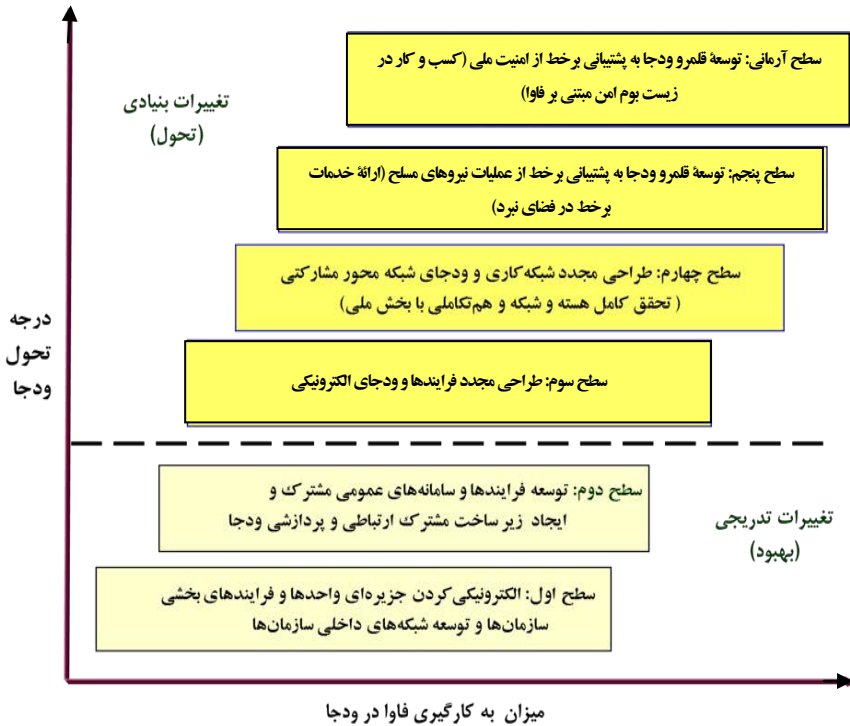 سطح آرمانی: توسعهٔ قلمرو ودجا به پشتیبانی برخط از امنیت ملی (کسب و کار در
زیست بوم امن مبتنی بر فاوا)
تغییرات بنیادی
(تحول)
سطح پنجم: توسعهٔ قلمرو ودجا به پشتیبانی برخط از عملیات نیروهای مسلح (ارائهٔ خدمات
برخط در فضای نبرد)
سطح چهارم: طراحی مجدد شبکه‌کاری و ودجای شبکه محور مشارکتی
( تحقق کامل هسته و شبکه و هم‌تکاملی با بخش ملی)
درجه
تحول
ودجا
سطح سوم: طراحی مجدد فرایندها و ودجای الکترونیکی
سطح دوم: توسعه فرایندها و سامانه‌های عمومی مشترک و
ایجاد زیر ساخت مشترک ارتباطی و پردازشی ودجا
تغییرات تدریجی
(بهبود)
سطح اول: الکترونیکی‌کردن جزیره‌ای واحدها و فرایندهای بخشی
سازمان‌ها و توسعه شبکه‌های داخلی سازمان‌ها
میزان به کارگیری فاوا در ودجا